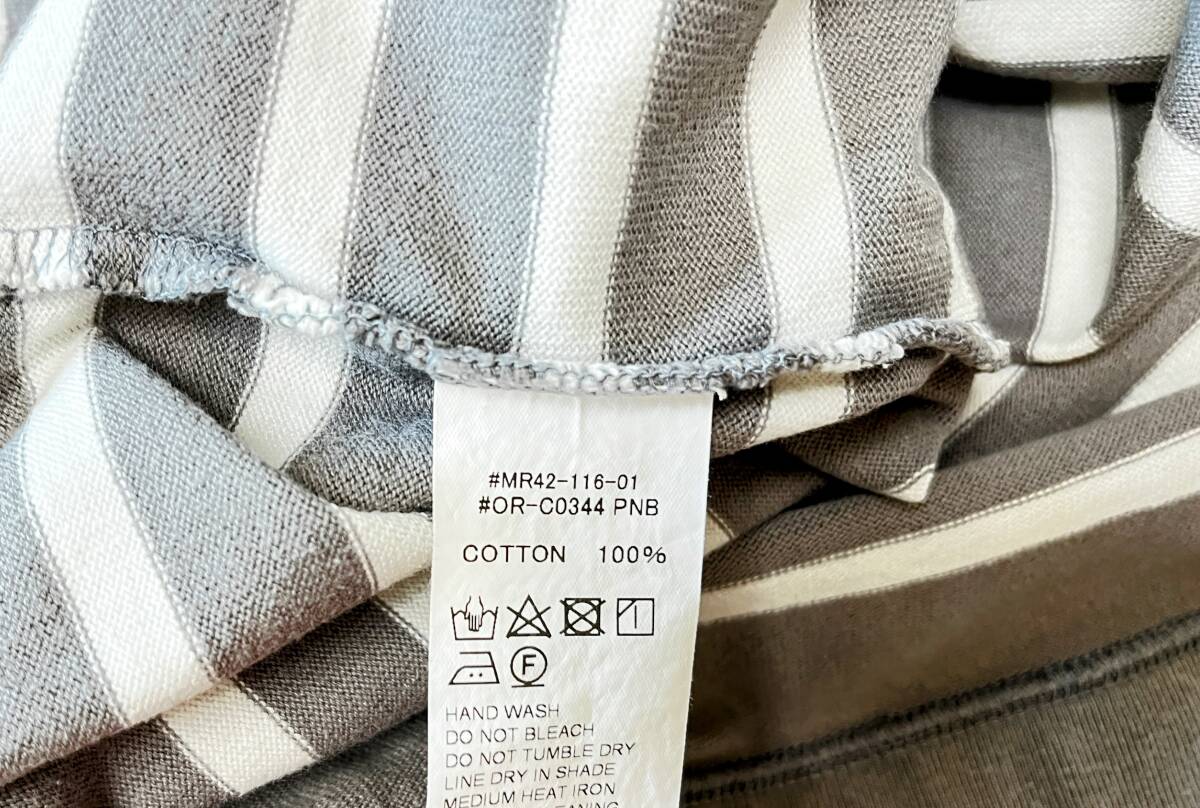 #MR42-116-01
#OR-C0344 PNB
COTTON 100%
F
HAND WASH
DO NOT BLEACH
DO NOT TUMBLE DRY
LINE DRY IN SHADE
MEDIUM HEAT IRON
CLEANING